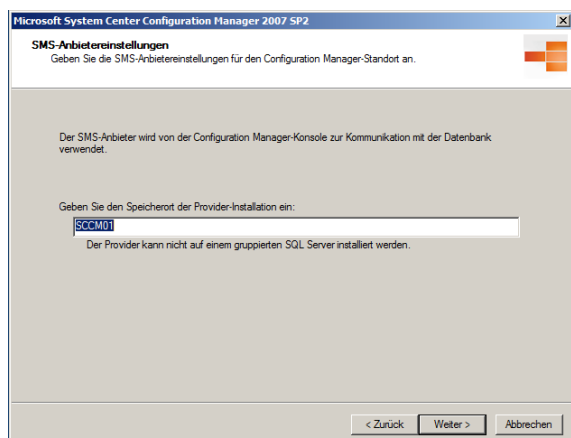 Microsoft System Center Configuration Manager 2007 SP2
SMS-Anbietereinstellungen
Geben Sie die SMS-Anbietereinstellungen für den Configuration Manager-Standort an.
Der SMS-Anbieter wird von der Configuration Manager-Konsole zur Kommunikation mit der Datenbank
verwendet.
Geben Sie den Speicherort der Provider-Installation ein:
SCCM01
Der Provider kann nicht auf einem gruppierten SQL Server installiert werden.
< Zurück Weiter > Abbrechen